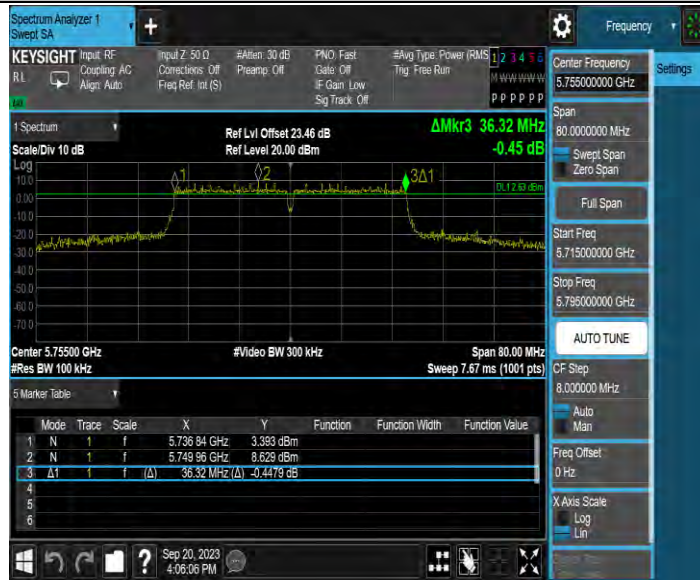 Spectrum Analyzer 1
Swept SA
Frequency
KEYSIGHT
RL
Input: RF
Coupling: AC
Align: Auto
Input Z: 50 Ω
Corrections: Off
Freq Ref: Int (S)
#Atten: 30 dB
Preamp: Off
PNO: Fast
Gate: Off
IF Gain: Low
Sig Track: Off
#Avg Type: Power (RMS
Trig: Free Run
1 2 3 4 5 6
M W W W W W
P P P P P P
Center Frequency
5.755000000 GHz
Settings
Span
80.0000000 MHz
Swept Span
Zero Span
Full Span
Start Freq
5.715000000 GHz
Stop Freq
5.795000000 GHz
AUTO TUNE
CF Step
8.000000 MHz
Auto
Man
Freq Offset
0 Hz
X Axis Scale
Log
Lin
1 Spectrum
Scale/Div 10 dB
Ref Lvl Offset 23.46 dB
Ref Level 20.00 dBm
ΔMkr3 36.32 MHz
-0.45 dB
Log
10.0
0.00
-10.0
-20.0
-30.0
-40.0
-50.0
-60.0
-70.0
1
2
3Δ1
DL1 2.63 dBm
Center 5.75500 GHz
#Video BW 300 kHz
Span 80.00 MHz
#Res BW 100 kHz
Sweep 7.67 ms (1001 pts)
5 Marker Table
Mode Trace Scale X Y Function Function Width Function Value
1 N 1 f 5.736 84 GHz 3.393 dBm
2 N 1 f 5.749 96 GHz 8.629 dBm
3 Δ1 1 f (Δ) 36.32 MHz (Δ) -0.4479 dB
4
5
6
?
Sep 20, 2023
4:06:06 PM